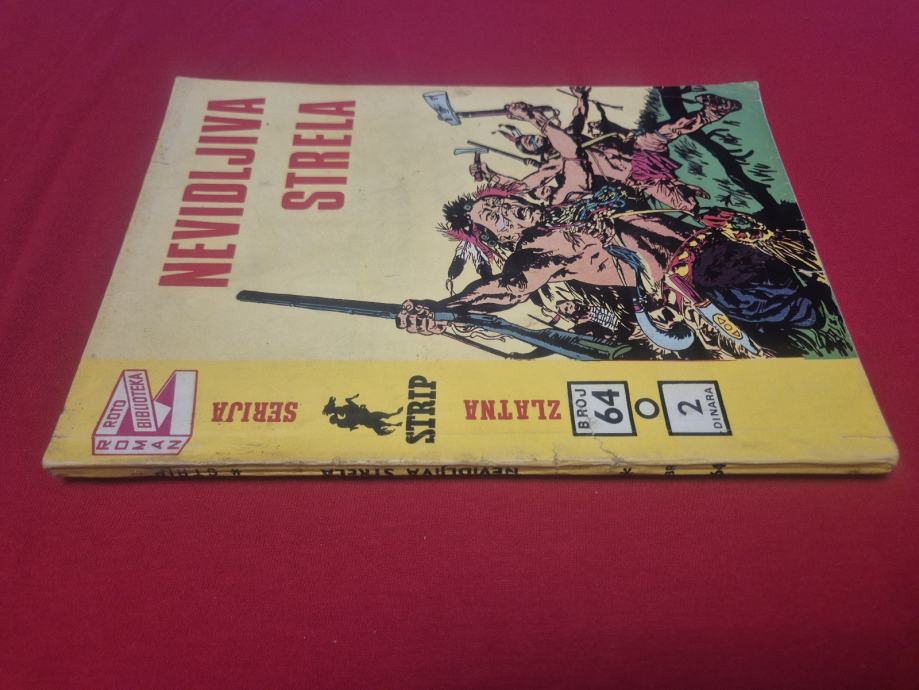 NEVIDLJIVA
STRELA
ROTO
BIBLIOTEKA
ROMAN
SERIJA
STRIP
ZLATNA
BROJ
64
2
DINARA
NEVIDLJIVA STRELA